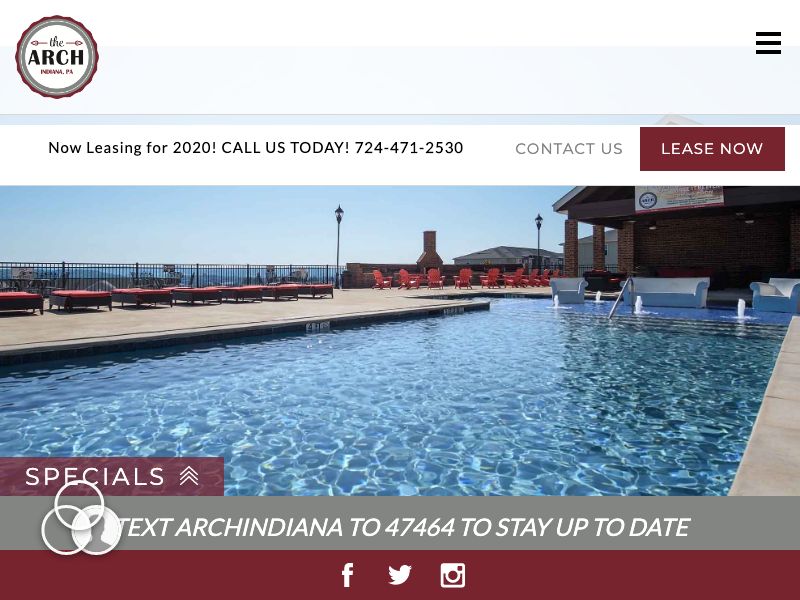 the
ARCH
INDIANA, PA
Now Leasing for 2020! CALL US TODAY! 724-471-2530
CONTACT US
LEASE NOW
ARCH
SPECIALS
TEXT ARCHINDIANA TO 47464 TO STAY UP TO DATE